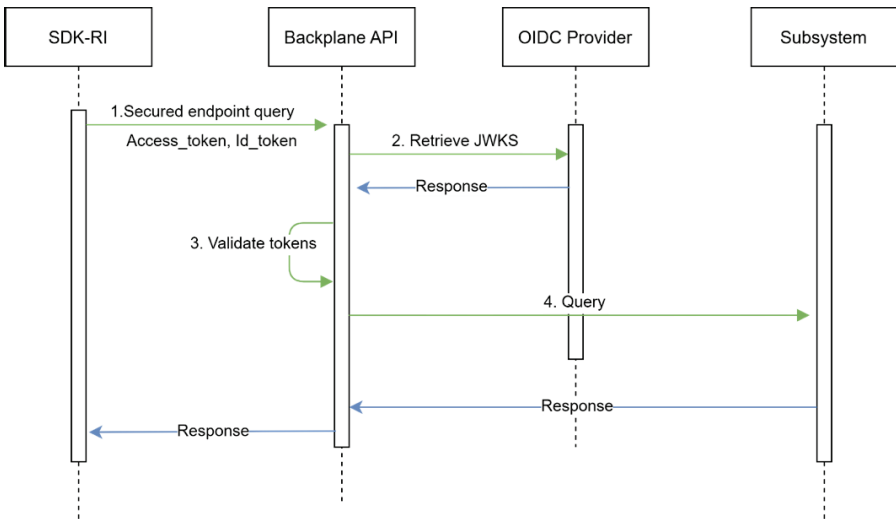 SDK-RI
Backplane API
OIDC Provider
Subsystem
1.Secured endpoint query
Access_token, Id_token
2. Retrieve JWKS
Response
3. Validate tokens
4. Query
Response
Response